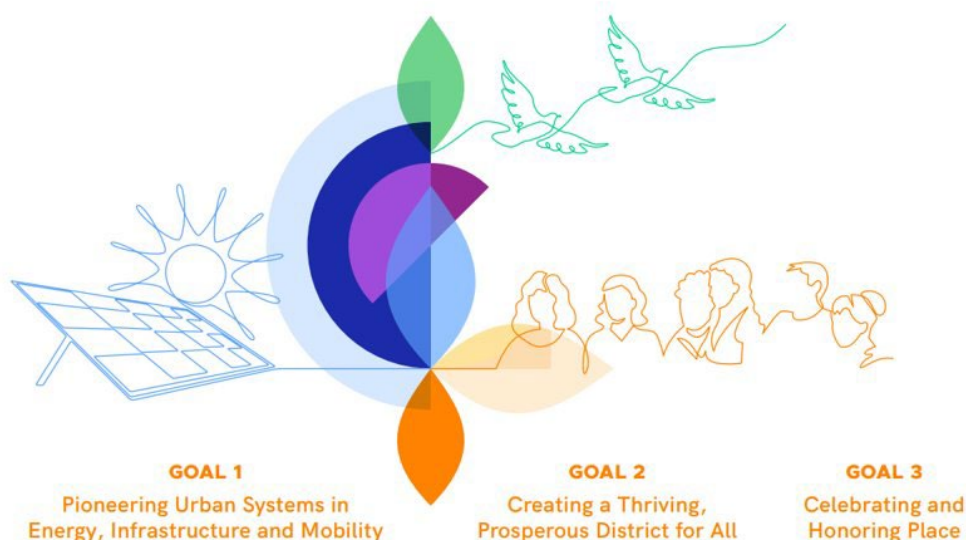 GOAL 1
Pioneering Urban Systems in
Energy, Infrastructure and Mobility
GOAL 2
Creating a Thriving,
Prosperous District for All
GOAL 3
Celebrating and
Honoring Place